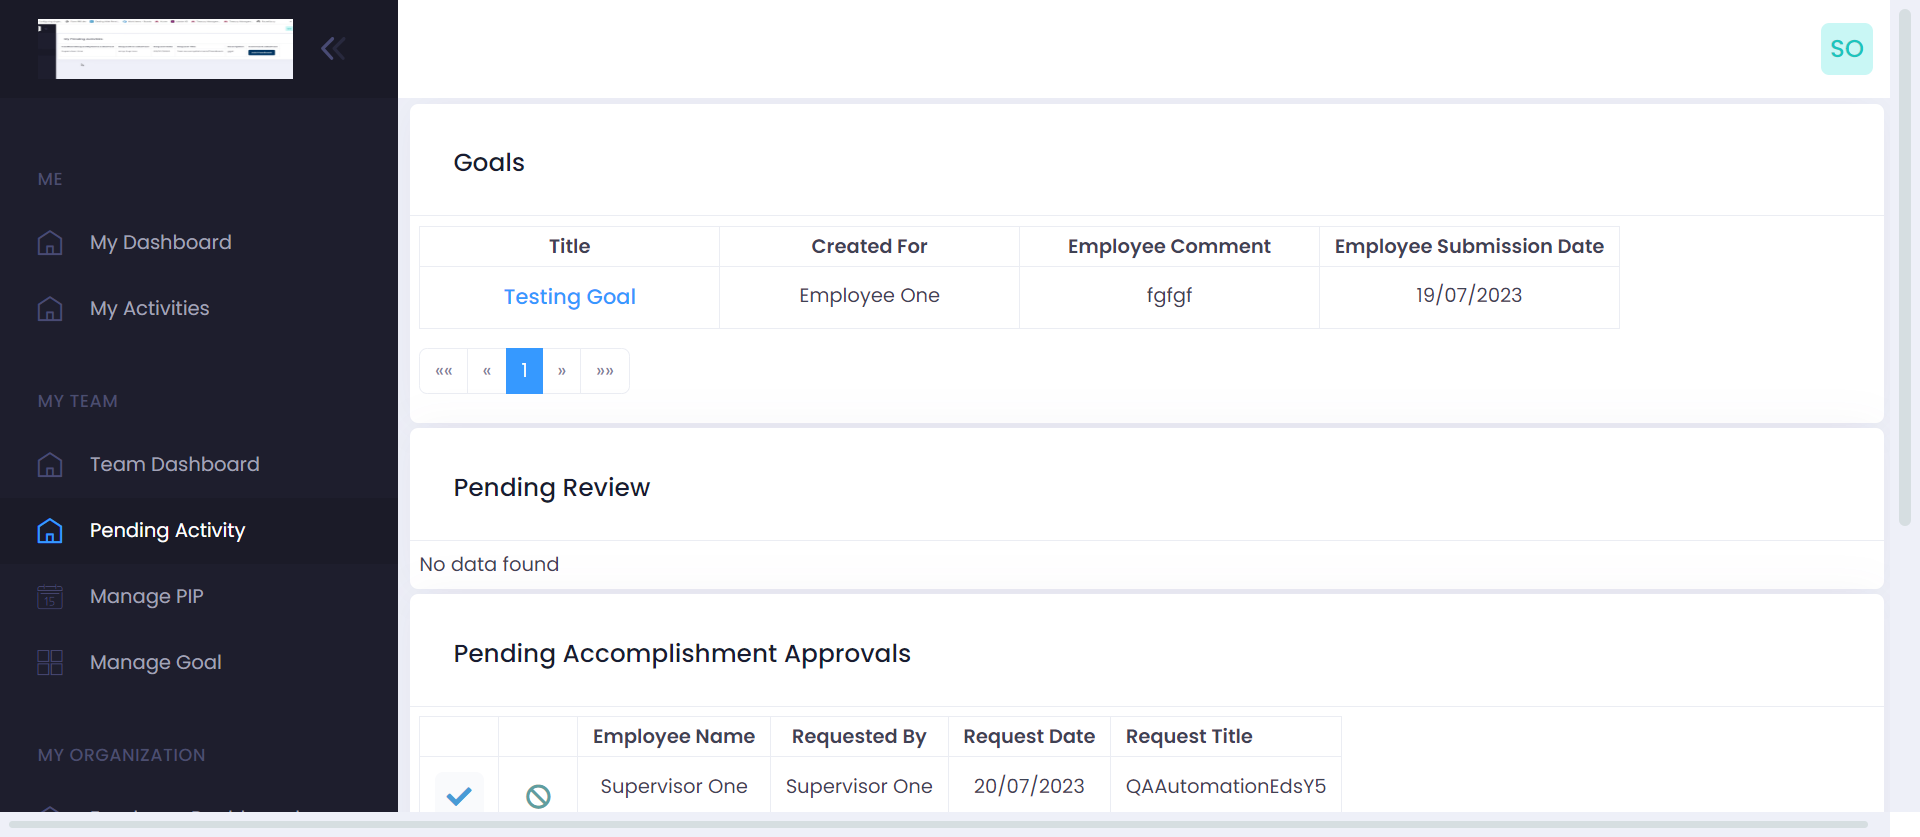 SO
ME
My Dashboard
My Activities
MY TEAM
Team Dashboard
Pending Activity
15
Manage PIP
Manage Goal
MY ORGANIZATION
Goals
Title Created For Employee Comment Employee Submission Date
Testing Goal Employee One fgfgf 19/07/2023
«« « 1 » »»
Pending Review
No data found
Pending Accomplishment Approvals
Employee Name Requested By Request Date Request Title
Supervisor One Supervisor One 20/07/2023 QAAutomationEdsY5